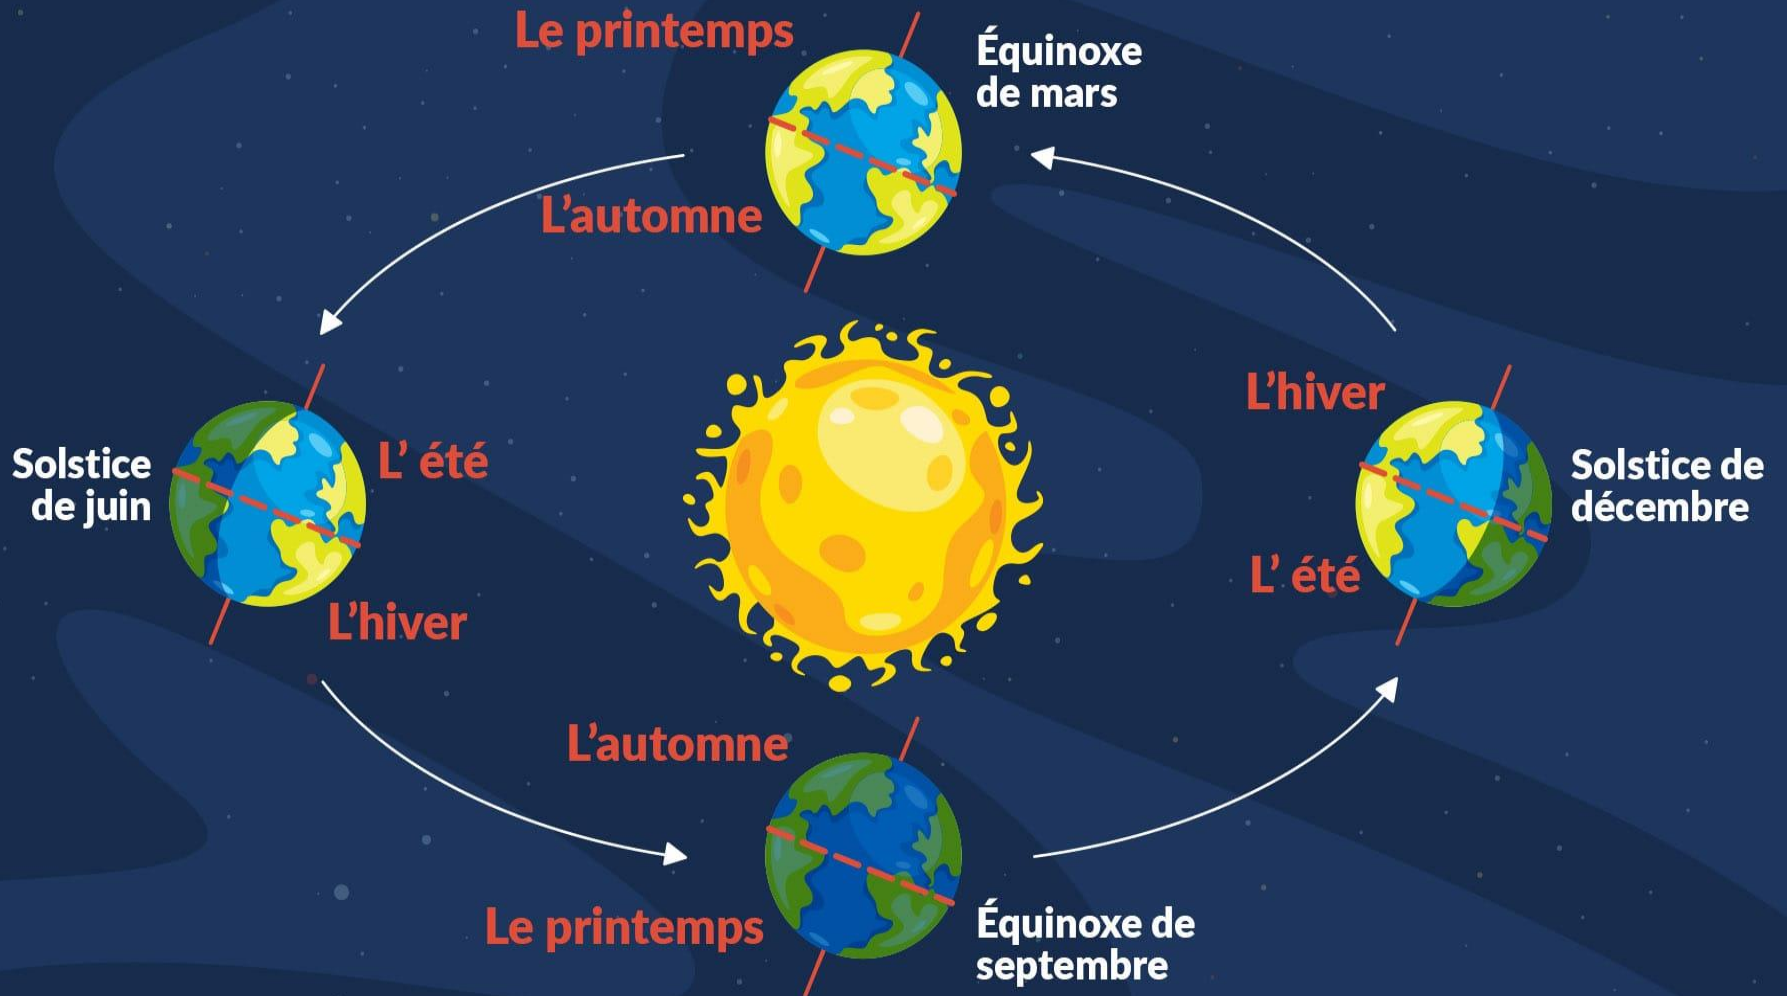 Le printemps
Équinoxe
de mars
L'automne
L'hiver
Solstice
de juin
L' été
Solstice de
décembre
L' été
L'hiver
L'automne
Le printemps
Équinoxe de
septembre